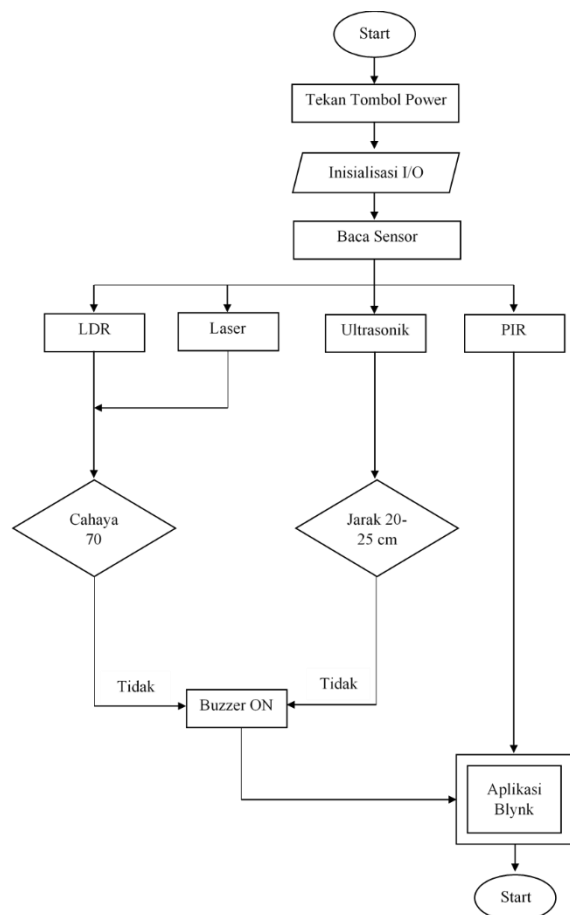 Start
Tekan Tombol Power
Inisialisasi I/O
Baca Sensor
LDR
Laser
Ultrasonik
PIR
Cahaya
70
Jarak 20-
25 cm
Tidak
Tidak
Buzzer ON
Aplikasi
Blynk
Start